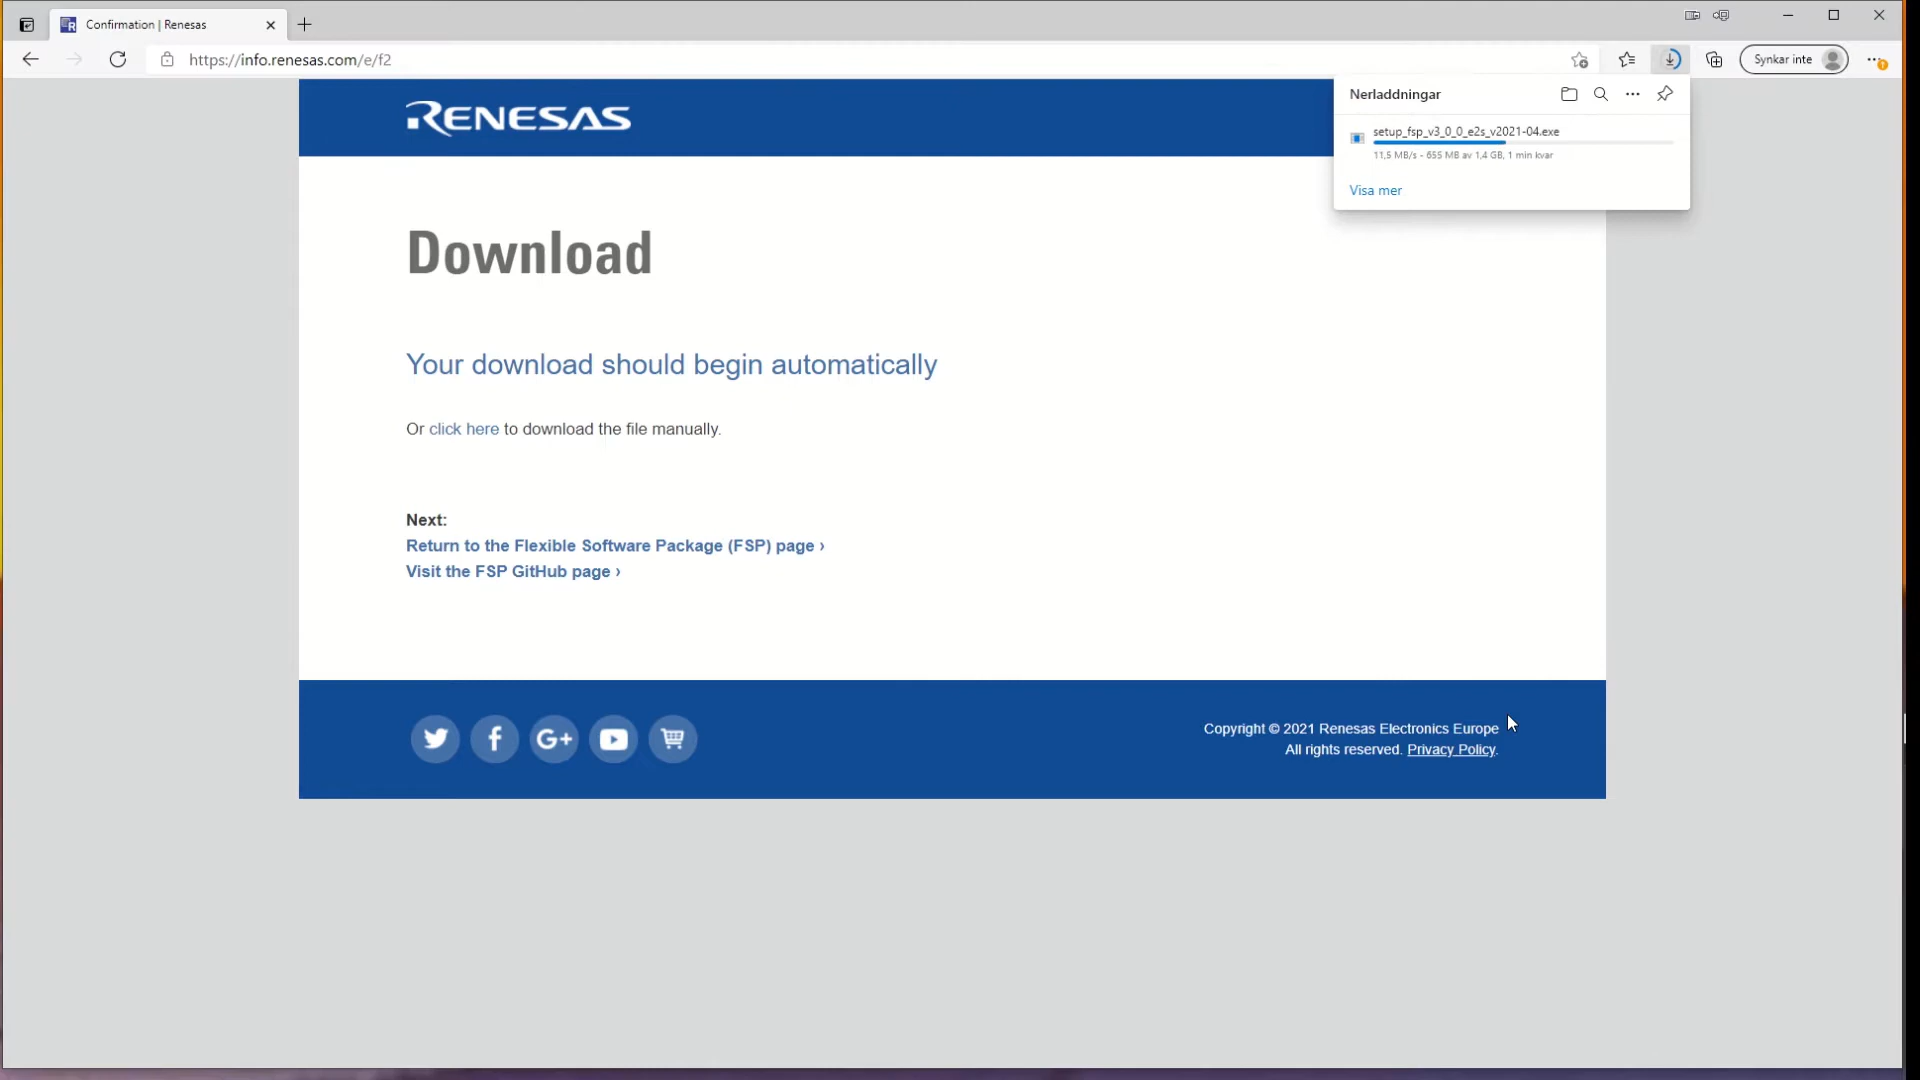 Confirmation | Renesas
https://info.renesas.com/e/f2
Synkar inte
Nerladdningar
setup_fsp_v3_0_0_e2s_v2021-04.exe
11,5 MB/s - 655 MB av 1,4 GB, 1 min kvar
Visa mer
RENESAS
Download
Your download should begin automatically
Or click here to download the file manually.
Next:
Return to the Flexible Software Package (FSP) page ›
Visit the FSP GitHub page ›
G+
Copyright © 2021 Renesas Electronics Europe
All rights reserved. Privacy Policy.